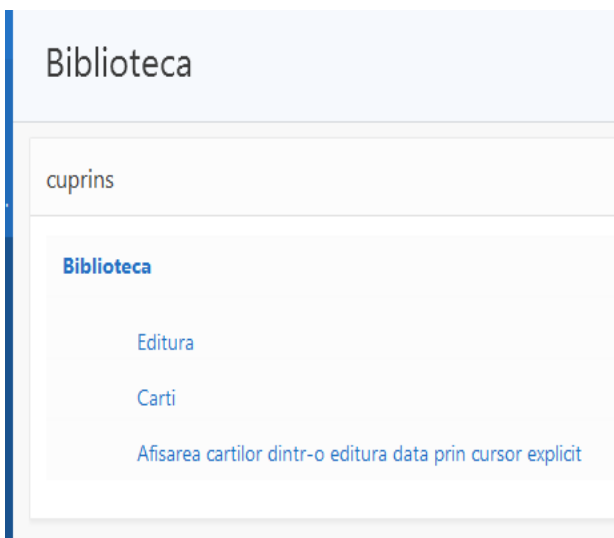 Biblioteca
cuprins
Biblioteca
Editura
Carti
Afisarea cartilor dintr-o editura data prin cursor explicit